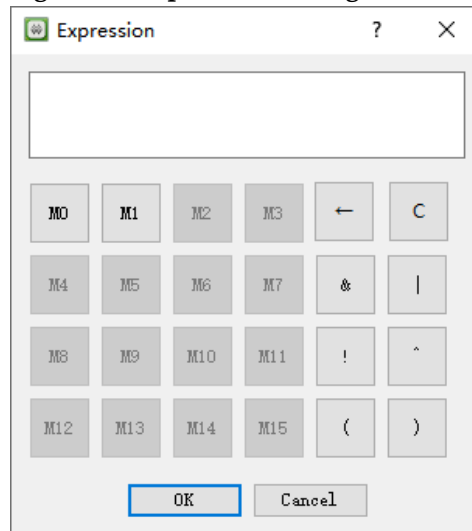 Expression ? ×
M0 M1 M2 M3 ← C
M4 M5 M6 M7 & |
M8 M9 M10 M11 ! ^
M12 M13 M14 M15 ( )
OK Cancel